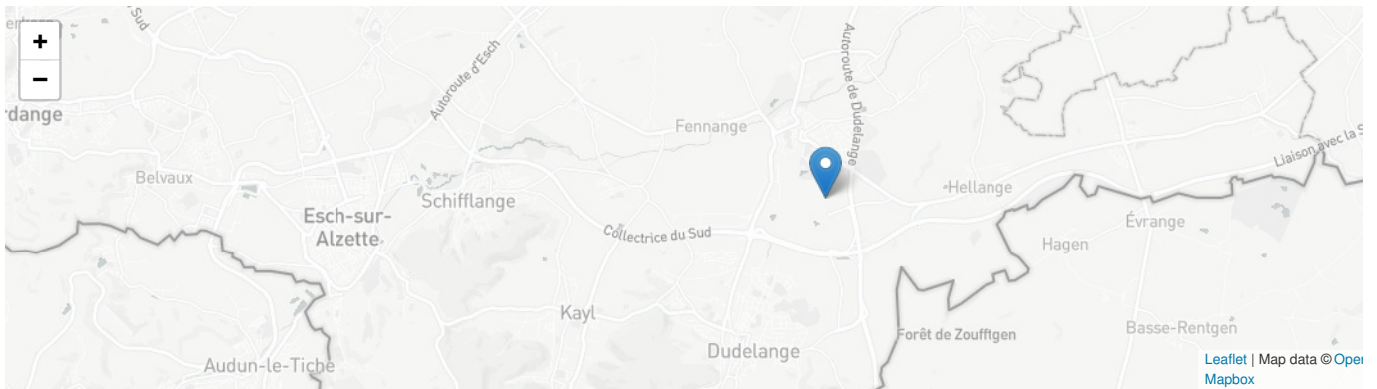 Sud
+
−
rdange
Autoroute d'Esch
Autoroute de Dudelange
Fennange
Liaison avec la S
Belvaux
Hellange
Schifflange
Esch-sur-
Alzette
Évrange
Collectrice du Sud
Hagen
Kayl
Basse-Rentgen
Forêt de Zoufftgen
Dudelange
Audun-le-Tiche
Leaflet | Map data © Oper
Mapbox